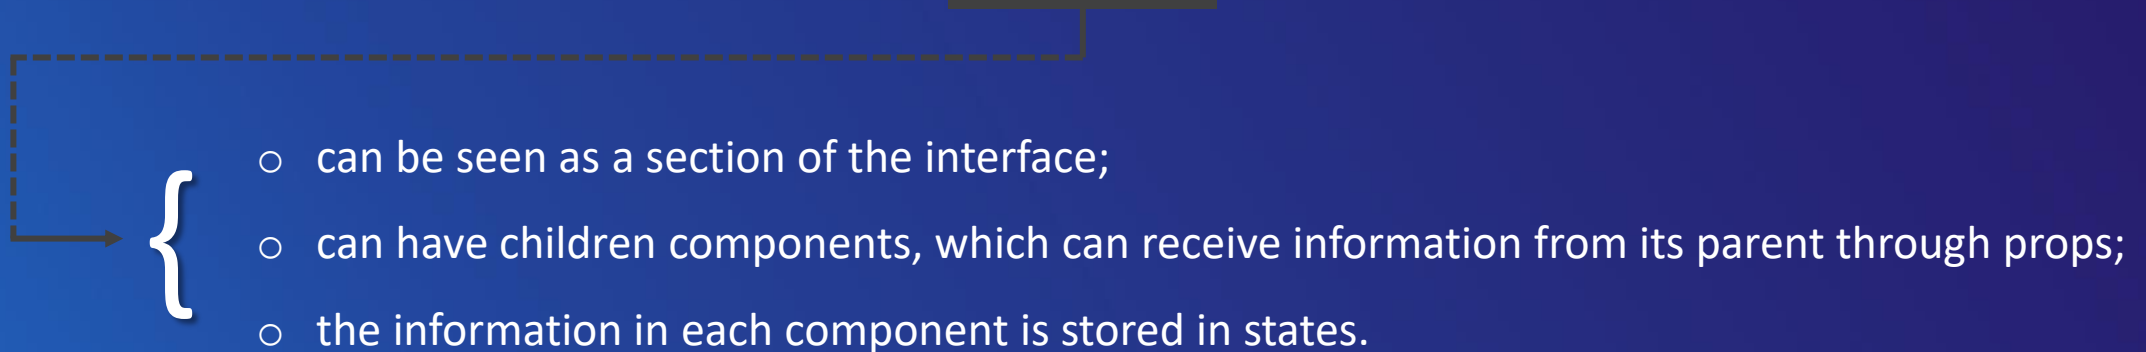 {
○ can be seen as a section of the interface;
○ can have children components, which can receive information from its parent through props;
○ the information in each component is stored in states.